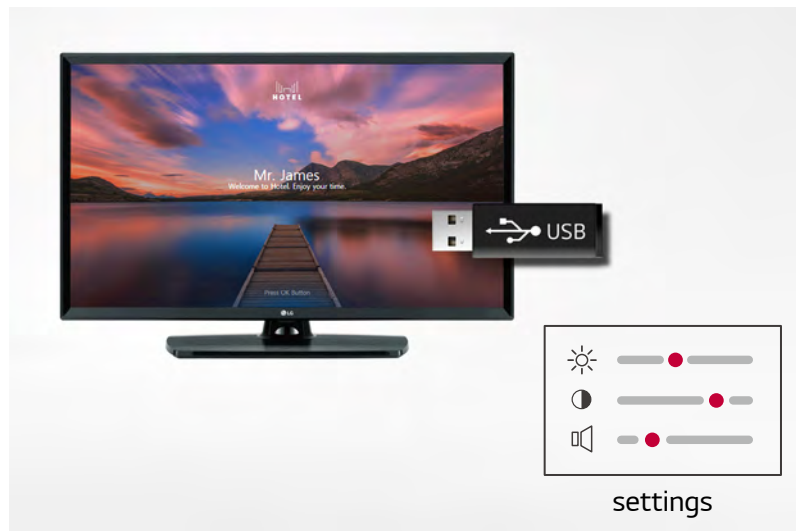 HOTEL
Mr. James
Welcome to Hotel. Enjoy your time.
Press OK Button
LG
USB
settings